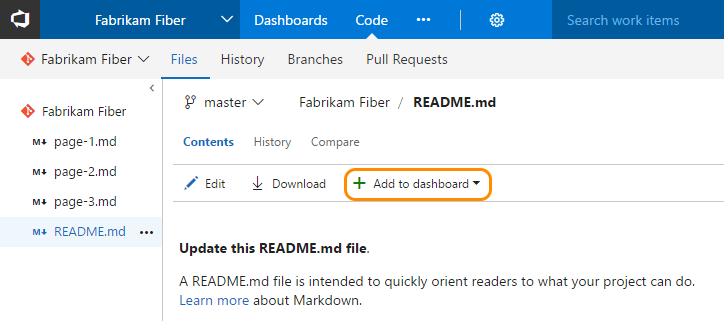 Fabrikam Fiber Dashboards Code ••• Search work items
Fabrikam Fiber Files History Branches Pull Requests
Fabrikam Fiber
page-1.md
page-2.md
page-3.md
README.md •••
master Fabrikam Fiber / README.md
Contents History Compare
Edit Download + Add to dashboard
Update this README.md file.
A README.md file is intended to quickly orient readers to what your project can do.
Learn more about Markdown.